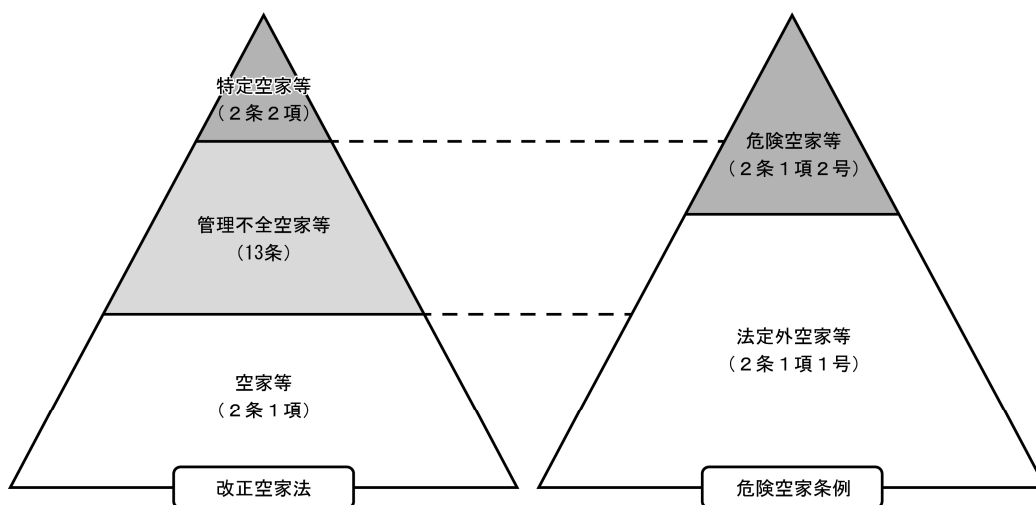 特定空家等
（２条２項）
管理不全空家等
(13条)
空家等
（２条１項）
改正空家法
危険空家等
（２条１項２号）
法定外空家等
（２条１項１号）
危険空家条例